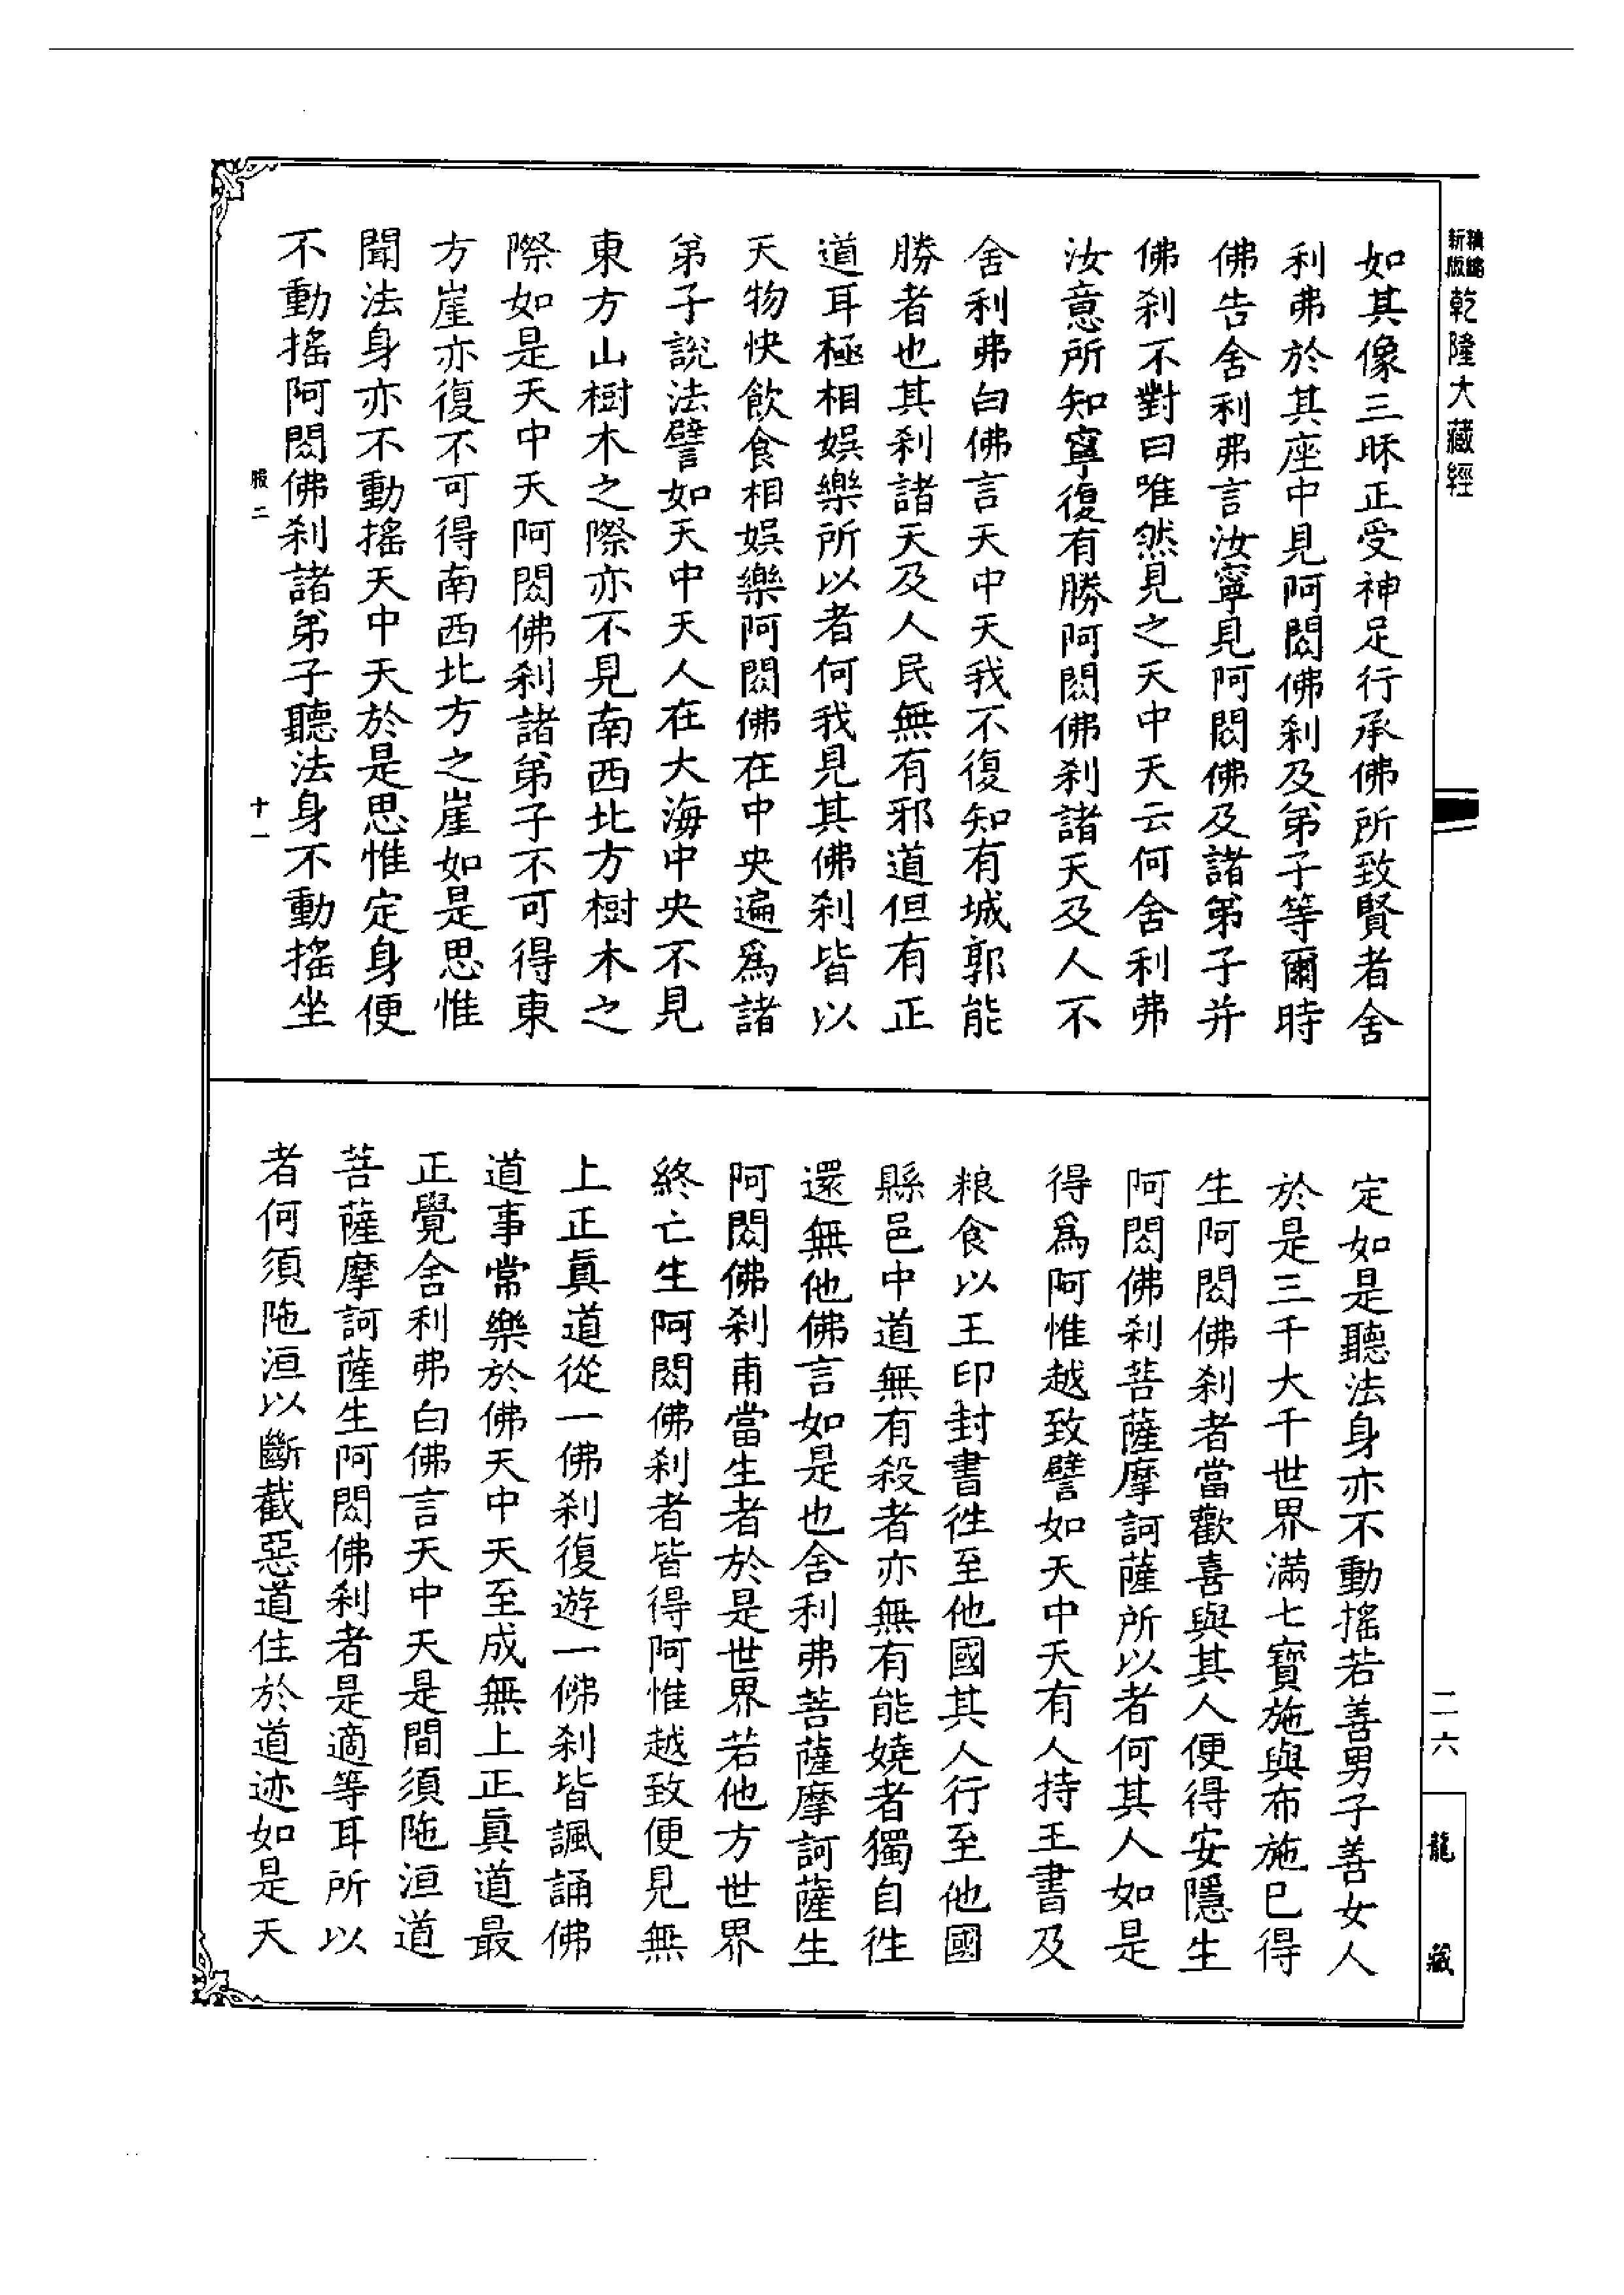 新版
精編
乾隆大藏經
如其像三昧正受神足行承佛所致賢者舍
利弗於其座中見阿閦佛刹及弟子等爾時
佛告舍利弗言汝寧見阿閦佛及諸弟子并
佛刹不對曰唯然見之天中天云何舍利弗
汝意所知寧復有勝阿閦佛刹諸天及人不
舍利弗白佛言天中天我不復知有城郭能
勝者也其刹諸天及人民無有邪道但有正
道耳極相娛樂所以者何我見其佛刹皆以
天物快飲食相娛樂阿閦佛在中央遍爲諸
弟子說法譬如天中天人在大海中央不見
東方山樹木之際亦不見南西北方樹木之
際如是天中天阿閦佛刹諸弟子不可得東
方崖亦復不可得南西北方之崖如是思惟
聞法身亦不動搖天中天於是思惟定身便
不動搖阿閦佛刹諸弟子聽法身不動搖坐
服二
十一
定如是聽法身亦不動搖若善男子善女人
於是三千大千世界滿七寶施與布施已得
生阿閦佛刹者當歡喜與其人便得安隱生
阿閦佛刹菩薩摩訶薩所以者何其人如是
得爲阿惟越致譬如天中天有人持王書及
粮食以王印封書徃至他國其人行至他國
縣邑中道無有殺者亦無有能嬈者獨自徃
還無他佛言如是也舍利弗菩薩摩訶薩生
阿閦佛刹甫當生者於是世界若他方世界
終亡生阿閦佛刹者皆得阿惟越致便見無
上正眞道從一佛刹復遊一佛刹皆諷誦佛
道事常樂於佛天中天至成無上正眞道最
正覺舍利弗白佛言天中天是間須陁洹道
菩薩摩訶薩生阿閦佛刹者是適等耳所以
者何須陁洹以斷截惡道住於道迹如是天
二六
龍藏